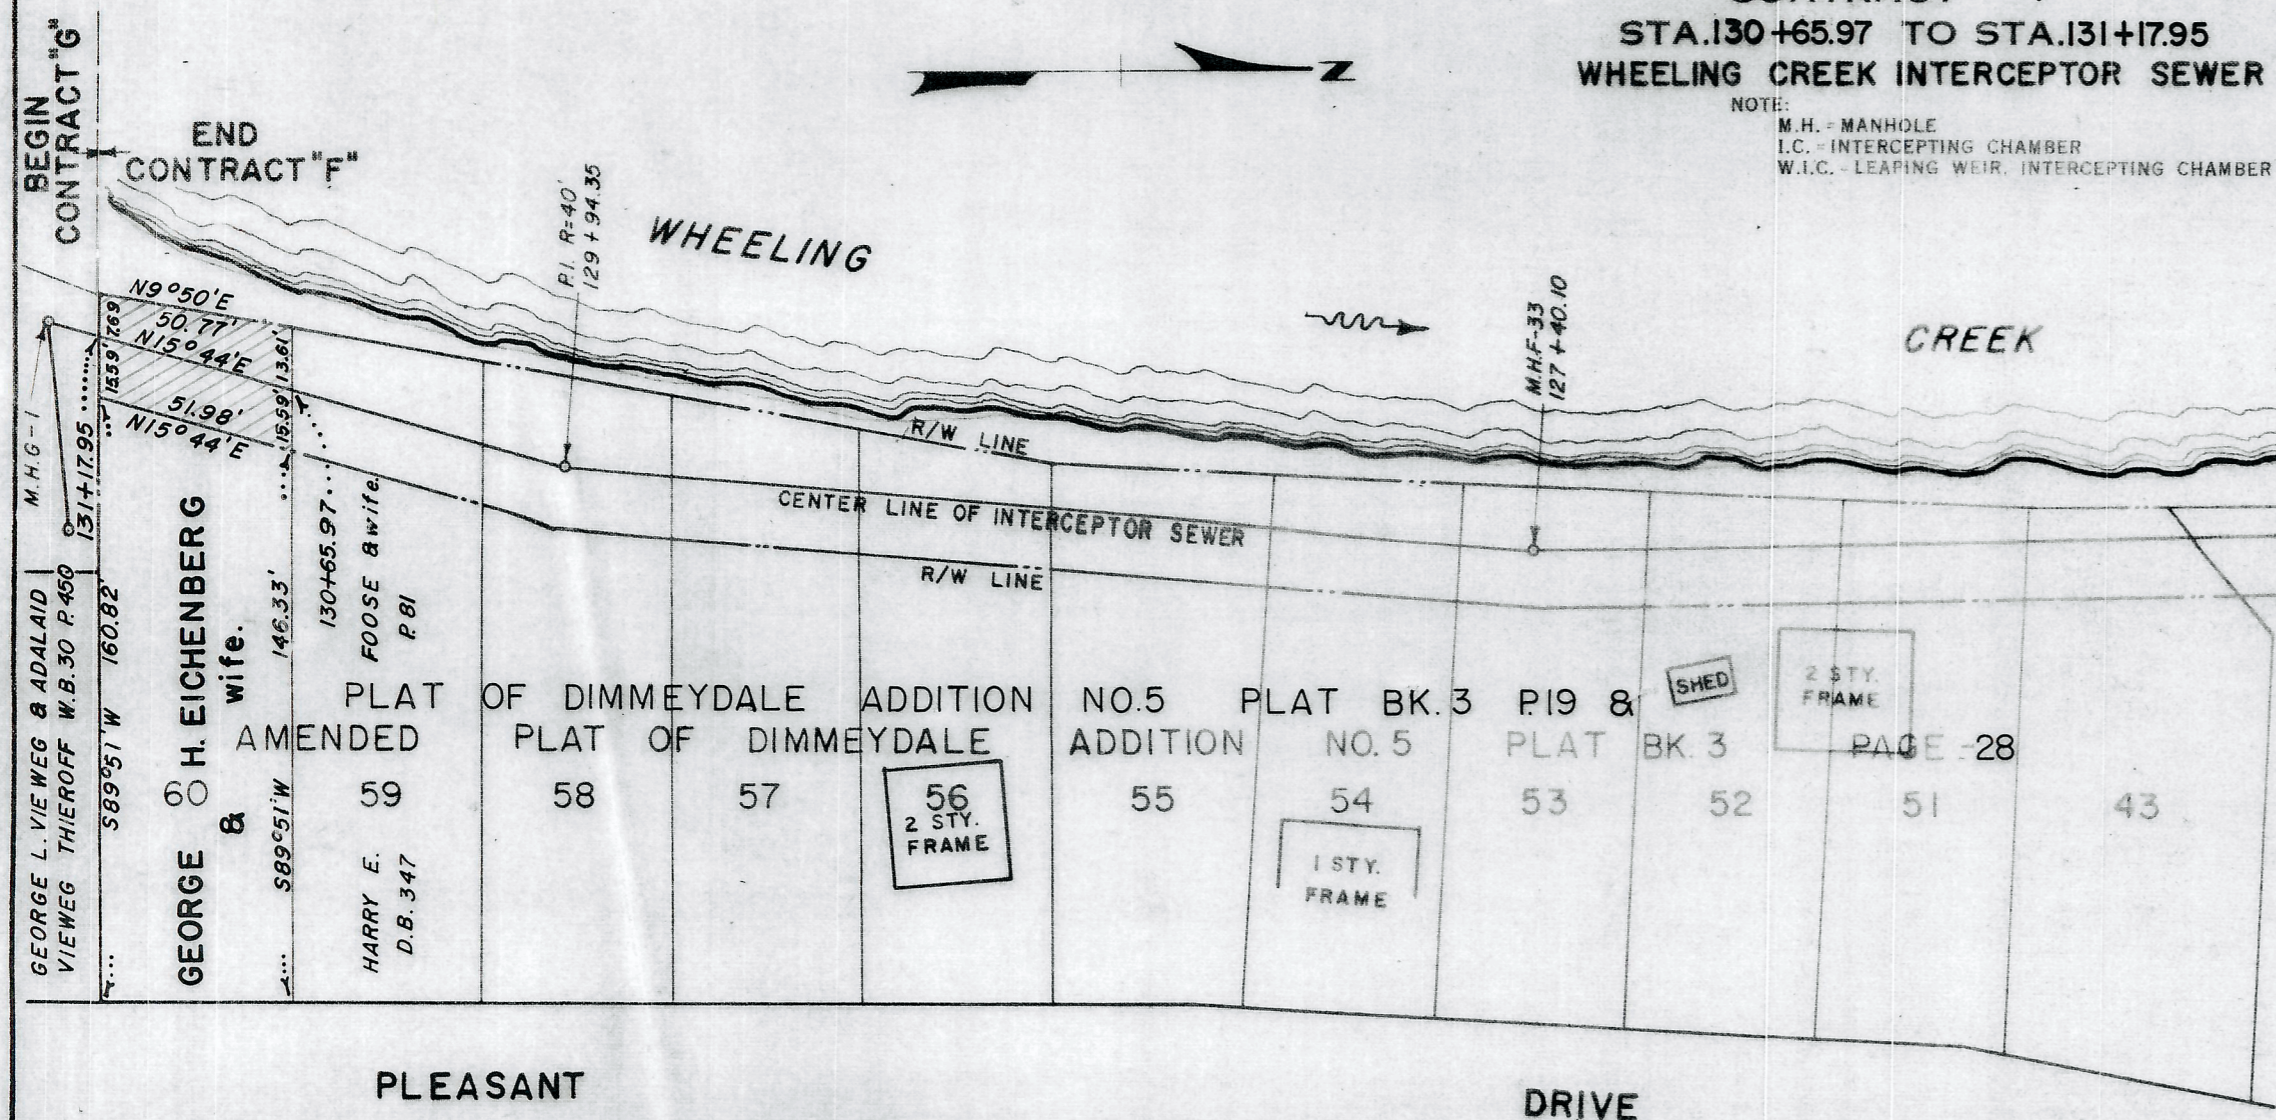 STA.130+65.97 TO STA.131+17.95
WHEELING CREEK INTERCEPTOR SEWER
NOTE:
M.H. = MANHOLE
I.C. = INTERCEPTING CHAMBER
W.I.C. - LEAPING WEIR, INTERCEPTING CHAMBER
Z
BEGIN
CONTRACT "G"
END
CONTRACT "F"
P.I. R=40'
129+94.35
WHEELING
CREEK
M.H.F-33
127+40.10
N9°50'E
50.77'
N15°44'E
51.98'
N15°44'E
17.69
15.59'
13.61'
15.59'
M.H.G-1
131+17.95
130+65.97
R/W LINE
CENTER LINE OF INTERCEPTOR SEWER
R/W LINE
GEORGE L. VIEWEG & ADALAID
VIEWEG THIEROFF W.B.30 P.450
S89°51'W 160.82'
GEORGE H. EICHENBERG
& wife.
S89°51'W 146.33'
HARRY E. FOOSE & wife.
D.B. 347 P.81
PLAT OF DIMMEYDALE ADDITION NO.5 PLAT BK.3 P.19 &
AMENDED PLAT OF DIMMEYDALE ADDITION NO.5 PLAT BK.3 PAGE-28
SHED
2 STY.
FRAME
60 59 58 57 56 55 54 53 52 51 43
2 STY.
FRAME
1 STY.
FRAME
PLEASANT DRIVE